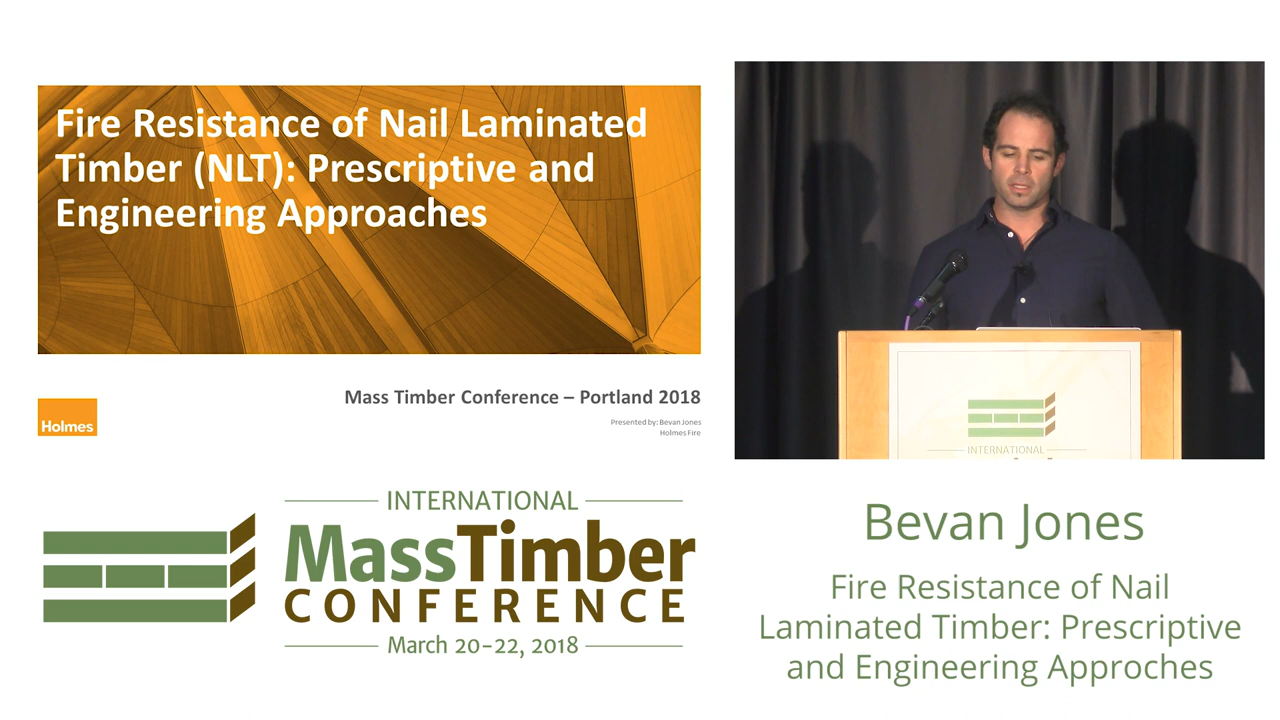 Fire Resistance of Nail Laminated
Timber (NLT): Prescriptive and
Engineering Approaches
Mass Timber Conference – Portland 2018
Presented by: Bevan Jones
Holmes Fire
Holmes
INTERNATIONAL
MassTimber
CONFERENCE
March 20–22, 2018
INTERNATIONAL
Bevan Jones
Fire Resistance of Nail
Laminated Timber: Prescriptive
and Engineering Approches